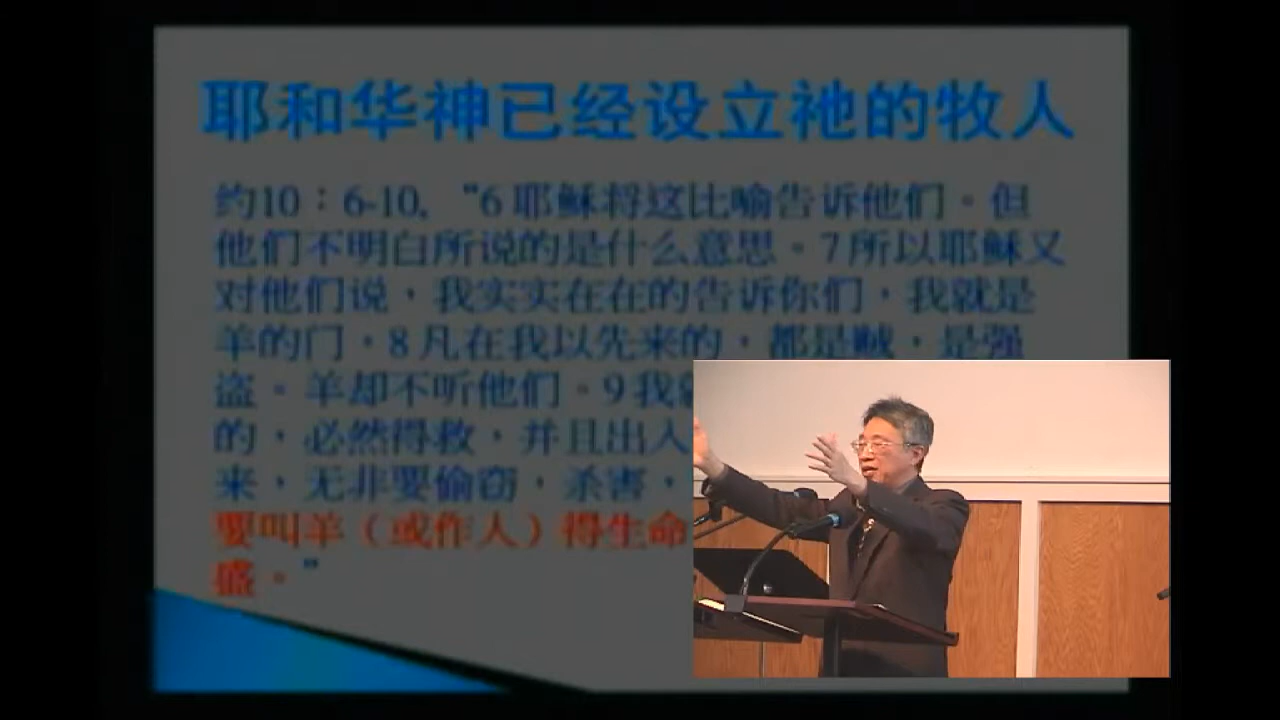 耶和华神已经设立祂的牧人
约10：6-10. “6 耶稣将这比喻告诉他们。但
他们不明白所说的是什么意思。7 所以耶稣又
对他们说，我实实在在的告诉你们，我就是
羊的门。8 凡在我以先来的，都是贼，是强
盗。羊却不听他们。9 我
的，必然得救，并且出入
来，无非要偷窃，杀害，
要叫羊（或作人）得生命
盛。”